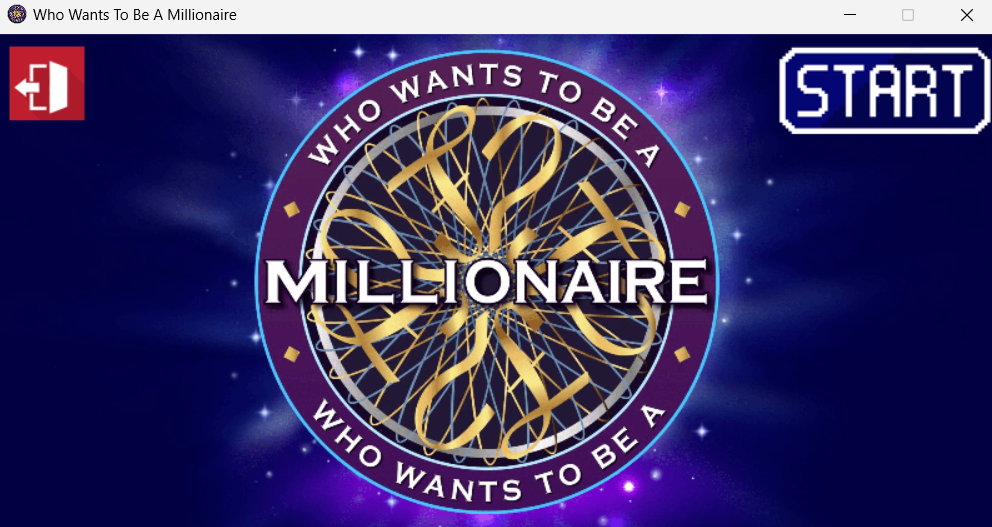 Who Wants To Be A Millionaire
START
WHO WANTS TO BE A
MILLIONAIRE
WHO WANTS TO BE A